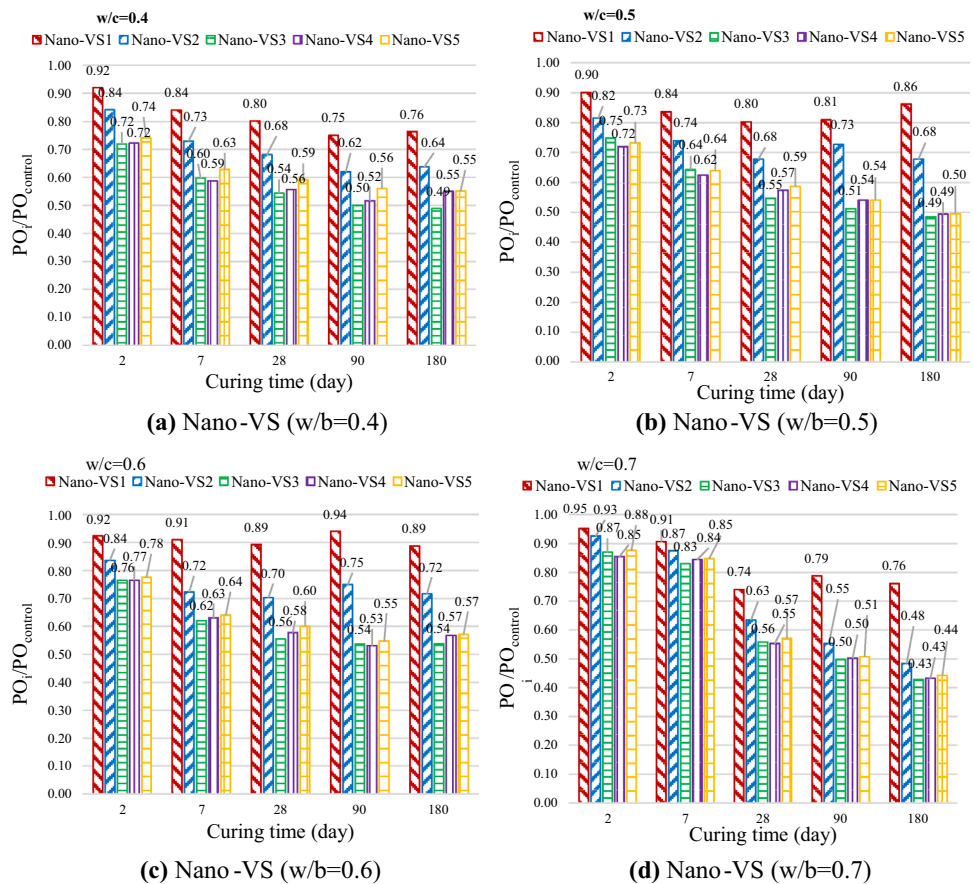 w/c=0.4
Nano-VS1 Nano-VS2 Nano-VS3 Nano-VS4 Nano-VS5
PO_i/PO_control
1.00
0.90
0.80
0.70
0.60
0.50
0.40
0.30
0.20
0.10
0.00
0.92 0.84 0.72 0.72 0.74
0.84 0.73 0.60 0.59 0.63
0.80 0.68 0.54 0.56 0.59
0.75 0.62 0.50 0.52 0.56
0.76 0.64 0.49 0.55 0.55
2 7 28 90 180
Curing time (day)
(a) Nano-VS (w/b=0.4)
w/c=0.5
Nano-VS1 Nano-VS2 Nano-VS3 Nano-VS4 Nano-VS5
PO_i/PO_control
1.00
0.90
0.80
0.70
0.60
0.50
0.40
0.30
0.20
0.10
0.00
0.90 0.82 0.75 0.72 0.73
0.84 0.74 0.64 0.62 0.64
0.80 0.68 0.55 0.57 0.59
0.81 0.73 0.51 0.54 0.54
0.86 0.68 0.49 0.49 0.50
2 7 28 90 180
Curing time (day)
(b) Nano-VS (w/b=0.5)
w/c=0.6
Nano-VS1 Nano-VS2 Nano-VS3 Nano-VS4 Nano-VS5
PO_i/PO_control
1.00
0.90
0.80
0.70
0.60
0.50
0.40
0.30
0.20
0.10
0.00
0.92 0.84 0.76 0.77 0.78
0.91 0.72 0.62 0.63 0.64
0.89 0.70 0.56 0.58 0.60
0.94 0.75 0.54 0.53 0.55
0.89 0.72 0.54 0.57 0.57
2 7 28 90 180
Curing time (day)
(c) Nano-VS (w/b=0.6)
w/c=0.7
Nano-VS1 Nano-VS2 Nano-VS3 Nano-VS4 Nano-VS5
PO_i/PO_control
1.00
0.90
0.80
0.70
0.60
0.50
0.40
0.30
0.20
0.10
0.00
0.95 0.93 0.87 0.85 0.88
0.91 0.87 0.83 0.84 0.85
0.74 0.63 0.56 0.55 0.57
0.79 0.55 0.50 0.50 0.51
0.76 0.48 0.43 0.43 0.44
2 7 28 90 180
Curing time (day)
(d) Nano-VS (w/b=0.7)